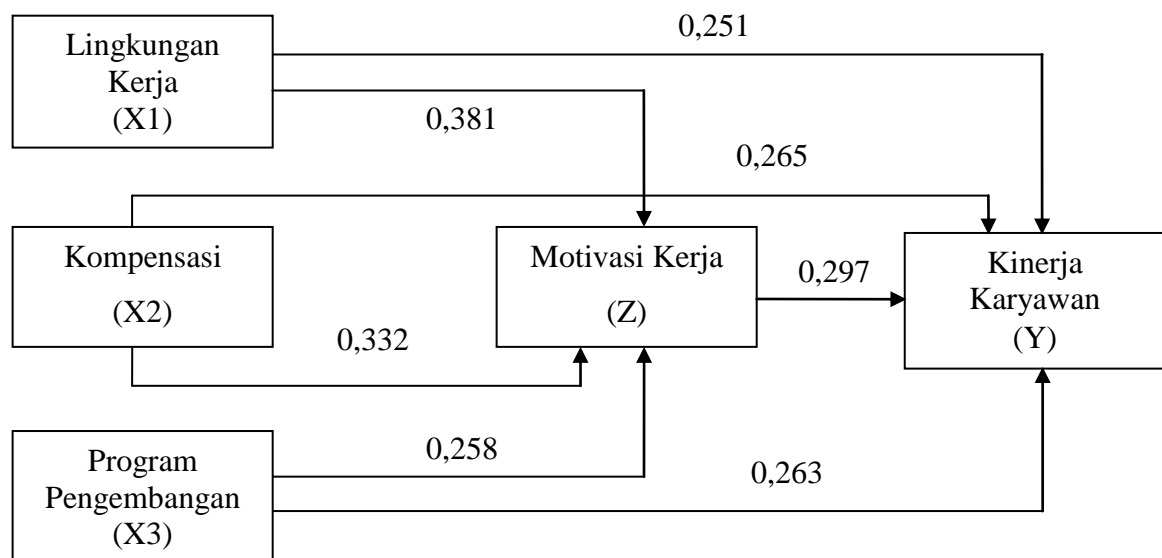 Lingkungan
Kerja
(X1)
0,251
0,381
0,265
Kompensasi
(X2)
Motivasi Kerja
(Z)
0,297
Kinerja
Karyawan
(Y)
0,332
Program
Pengembangan
(X3)
0,258
0,263